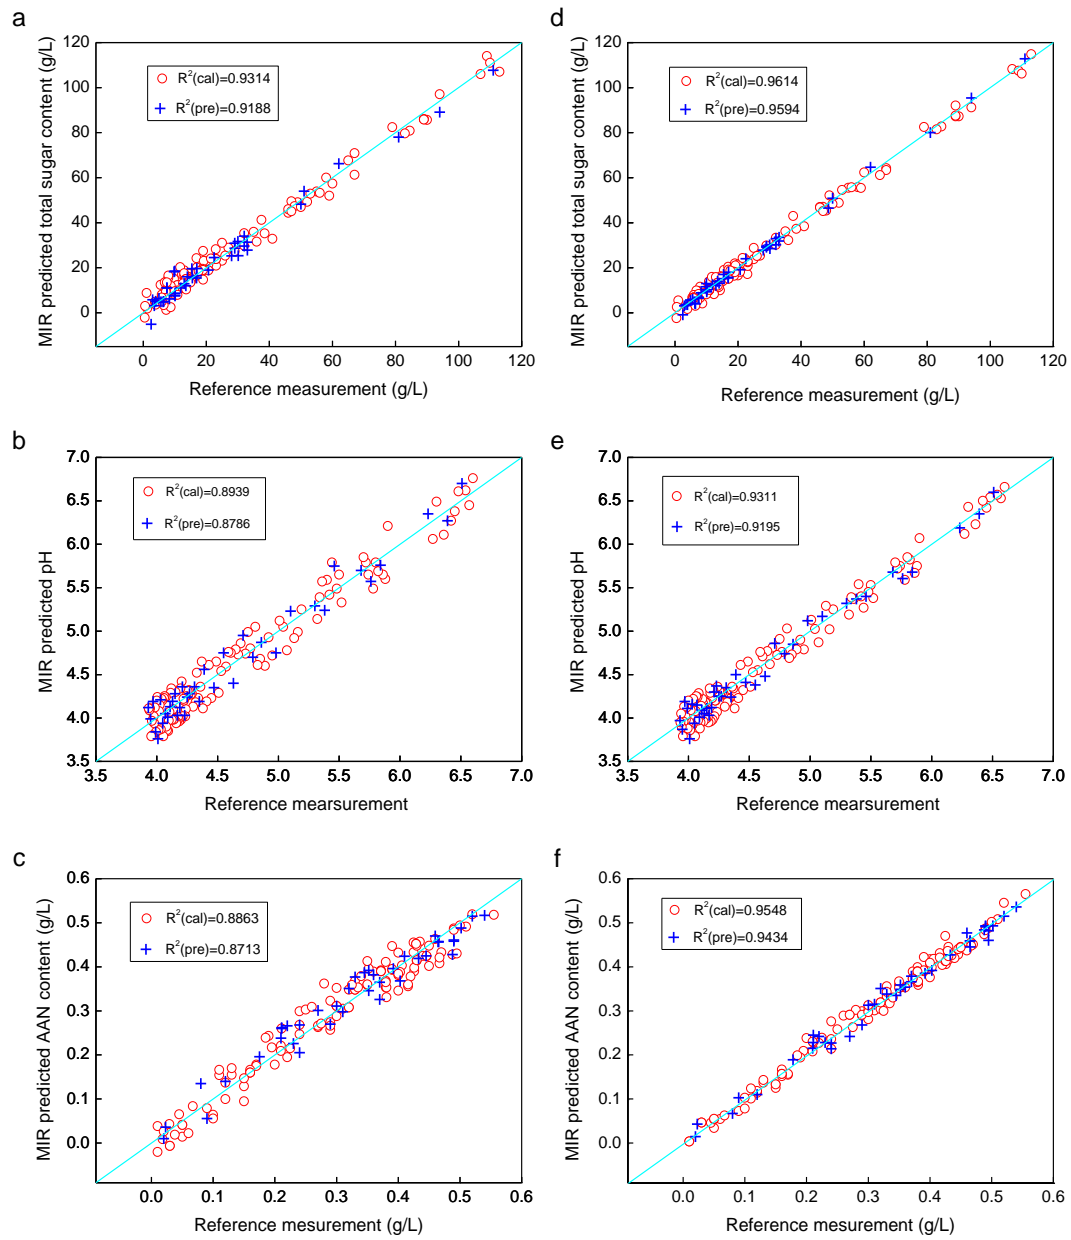 a
MIR predicted total sugar content (g/L)
120
100
80
60
40
20
0
R²(cal)=0.9314
R²(pre)=0.9188
0 20 40 60 80 100 120
Reference measurement (g/L)
d
MIR predicted total sugar content (g/L)
120
100
80
60
40
20
0
R²(cal)=0.9614
R²(pre)=0.9594
0 20 40 60 80 100 120
Reference measurement (g/L)
b
MIR predicted pH
7.0
6.5
6.0
5.5
5.0
4.5
4.0
3.5
R²(cal)=0.8939
R²(pre)=0.8786
3.5 4.0 4.5 5.0 5.5 6.0 6.5 7.0
Reference mearsurement
e
MIR predicted pH
7.0
6.5
6.0
5.5
5.0
4.5
4.0
3.5
R²(cal)=0.9311
R²(pre)=0.9195
3.5 4.0 4.5 5.0 5.5 6.0 6.5 7.0
Reference mearsurement
c
MIR predicted AAN content (g/L)
0.6
0.5
0.4
0.3
0.2
0.1
0.0
R²(cal)=0.8863
R²(pre)=0.8713
0.0 0.1 0.2 0.3 0.4 0.5 0.6
Reference mesurement (g/L)
f
MIR predicted AAN content (g/L)
0.6
0.5
0.4
0.3
0.2
0.1
0.0
R²(cal)=0.9548
R²(pre)=0.9434
0.0 0.1 0.2 0.3 0.4 0.5 0.6
Reference mesurement (g/L)